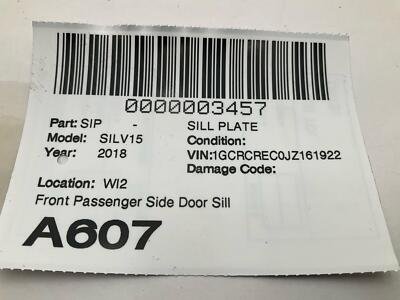 0000003457
Part: SIP - SILL PLATE
Model: SILV15 Condition:
Year: 2018 VIN:1GCRCREC0JZ161922
Damage Code:
Location: WI2
Front Passenger Side Door Sill
A607